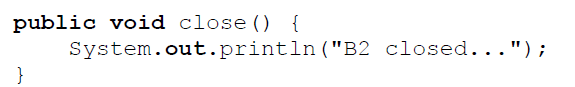 public void close() {
    System.out.println("B2 closed...");
}